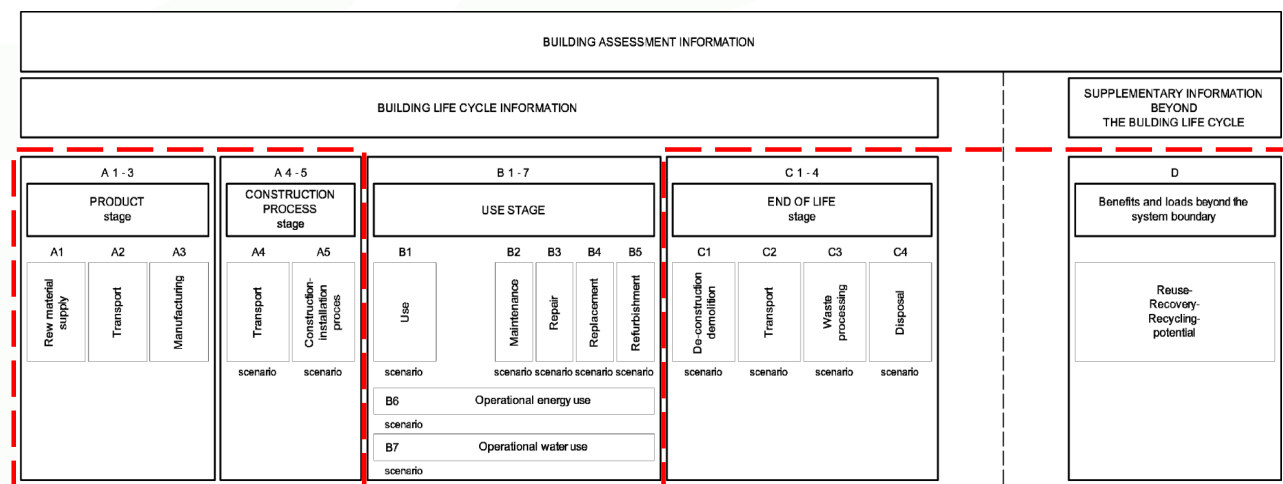 BUILDING ASSESSMENT INFORMATION
BUILDING LIFE CYCLE INFORMATION
SUPPLEMENTARY INFORMATION
BEYOND
THE BULDING LIFE CYCLE
A 1 - 3
PRODUCT
stage
A1
A2
A3
Rew material
supply
Transport
Manufacturing
A 4 - 5
CONSTRUCTION
PROCESS
stage
A4
A5
Transport
Construction-
installation
proces
scenario
scenario
B 1 - 7
USE STAGE
B1
B2
B3
B4
B5
Use
Maintenance
Repair
Replacement
Refurbishment
scenario
scenario
scenario
scenario
scenario
B6
Operational energy use
scenario
B7
Operational water use
scenario
C 1 - 4
END OF LIFE
stage
C1
C2
C3
C4
De-construction
demolition
Transport
Waste
processing
Disposal
scenario
scenario
scenario
scenario
D
Benefits and loads beyond the
system boundary
Reuse-
Recovery-
Recycling-
potential